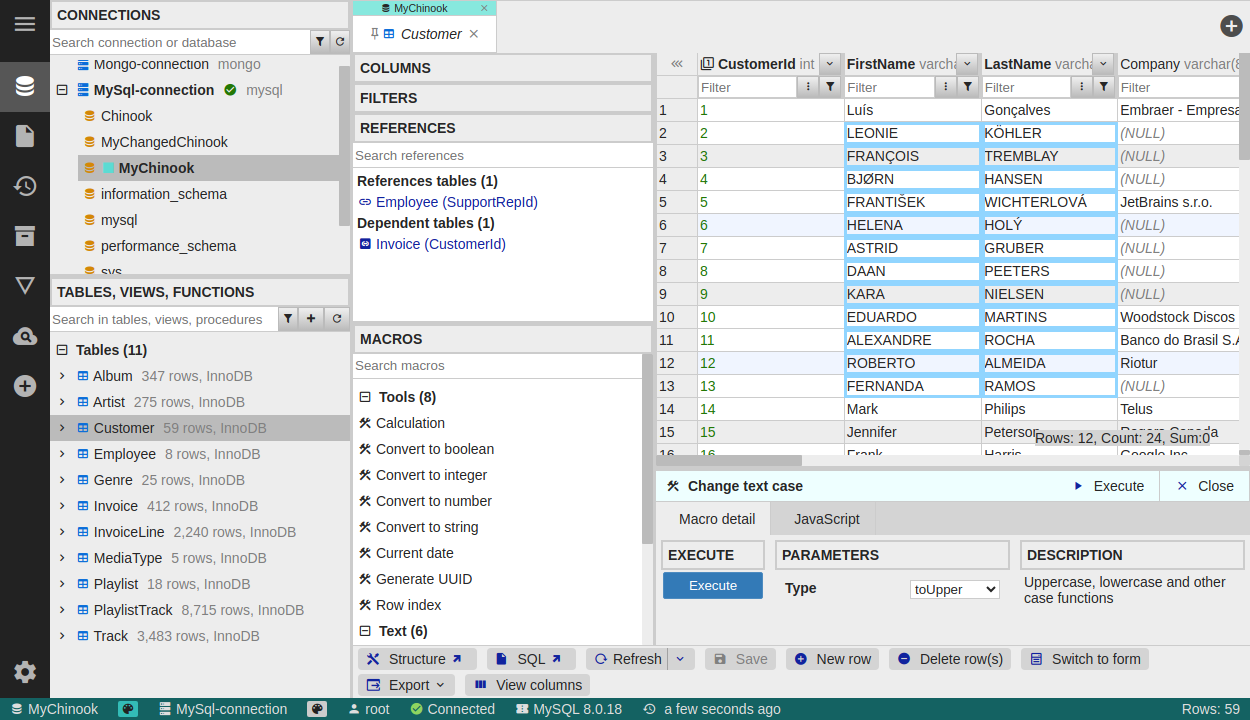 CONNECTIONS
Search connection or database
Mongo-connection mongo
MySql-connection mysql
Chinook
MyChangedChinook
MyChinook
information_schema
mysql
performance_schema
sys
TABLES, VIEWS, FUNCTIONS
Search in tables, views, procedures
Tables (11)
Album 347 rows, InnoDB
Artist 275 rows, InnoDB
Customer 59 rows, InnoDB
Employee 8 rows, InnoDB
Genre 25 rows, InnoDB
Invoice 412 rows, InnoDB
InvoiceLine 2,240 rows, InnoDB
MediaType 5 rows, InnoDB
Playlist 18 rows, InnoDB
PlaylistTrack 8,715 rows, InnoDB
Track 3,483 rows, InnoDB
MyChinook
Customer
COLUMNS
FILTERS
REFERENCES
Search references
References tables (1)
Employee (SupportRepId)
Dependent tables (1)
Invoice (CustomerId)
MACROS
Search macros
Tools (8)
Calculation
Convert to boolean
Convert to integer
Convert to number
Convert to string
Current date
Generate UUID
Row index
Text (6)
CustomerId int FirstName varcha LastName varcha Company varchar(8
Filter Filter Filter Filter
1 1 Luís Gonçalves Embraer - Empresa
2 2 LEONIE KÖHLER (NULL)
3 3 FRANÇOIS TREMBLAY (NULL)
4 4 BJØRN HANSEN (NULL)
5 5 FRANTIŠEK WICHTERLOVÁ JetBrains s.r.o.
6 6 HELENA HOLÝ (NULL)
7 7 ASTRID GRUBER (NULL)
8 8 DAAN PEETERS (NULL)
9 9 KARA NIELSEN (NULL)
10 10 EDUARDO MARTINS Woodstock Discos
11 11 ALEXANDRE ROCHA Banco do Brasil S.A
12 12 ROBERTO ALMEIDA Riotur
13 13 FERNANDA RAMOS (NULL)
14 14 Mark Philips Telus
15 15 Jennifer Peterson Rogers Canada
16 16 Frank Harris Google Inc.
Rows: 12, Count: 24, Sum:0
Change text case Execute Close
Macro detail JavaScript
EXECUTE PARAMETERS DESCRIPTION
Execute Type toUpper Uppercase, lowercase and other
case functions
Structure SQL Refresh Save New row Delete row(s) Switch to form
Export View columns
MyChinook MySql-connection root Connected MySQL 8.0.18 a few seconds ago Rows: 59